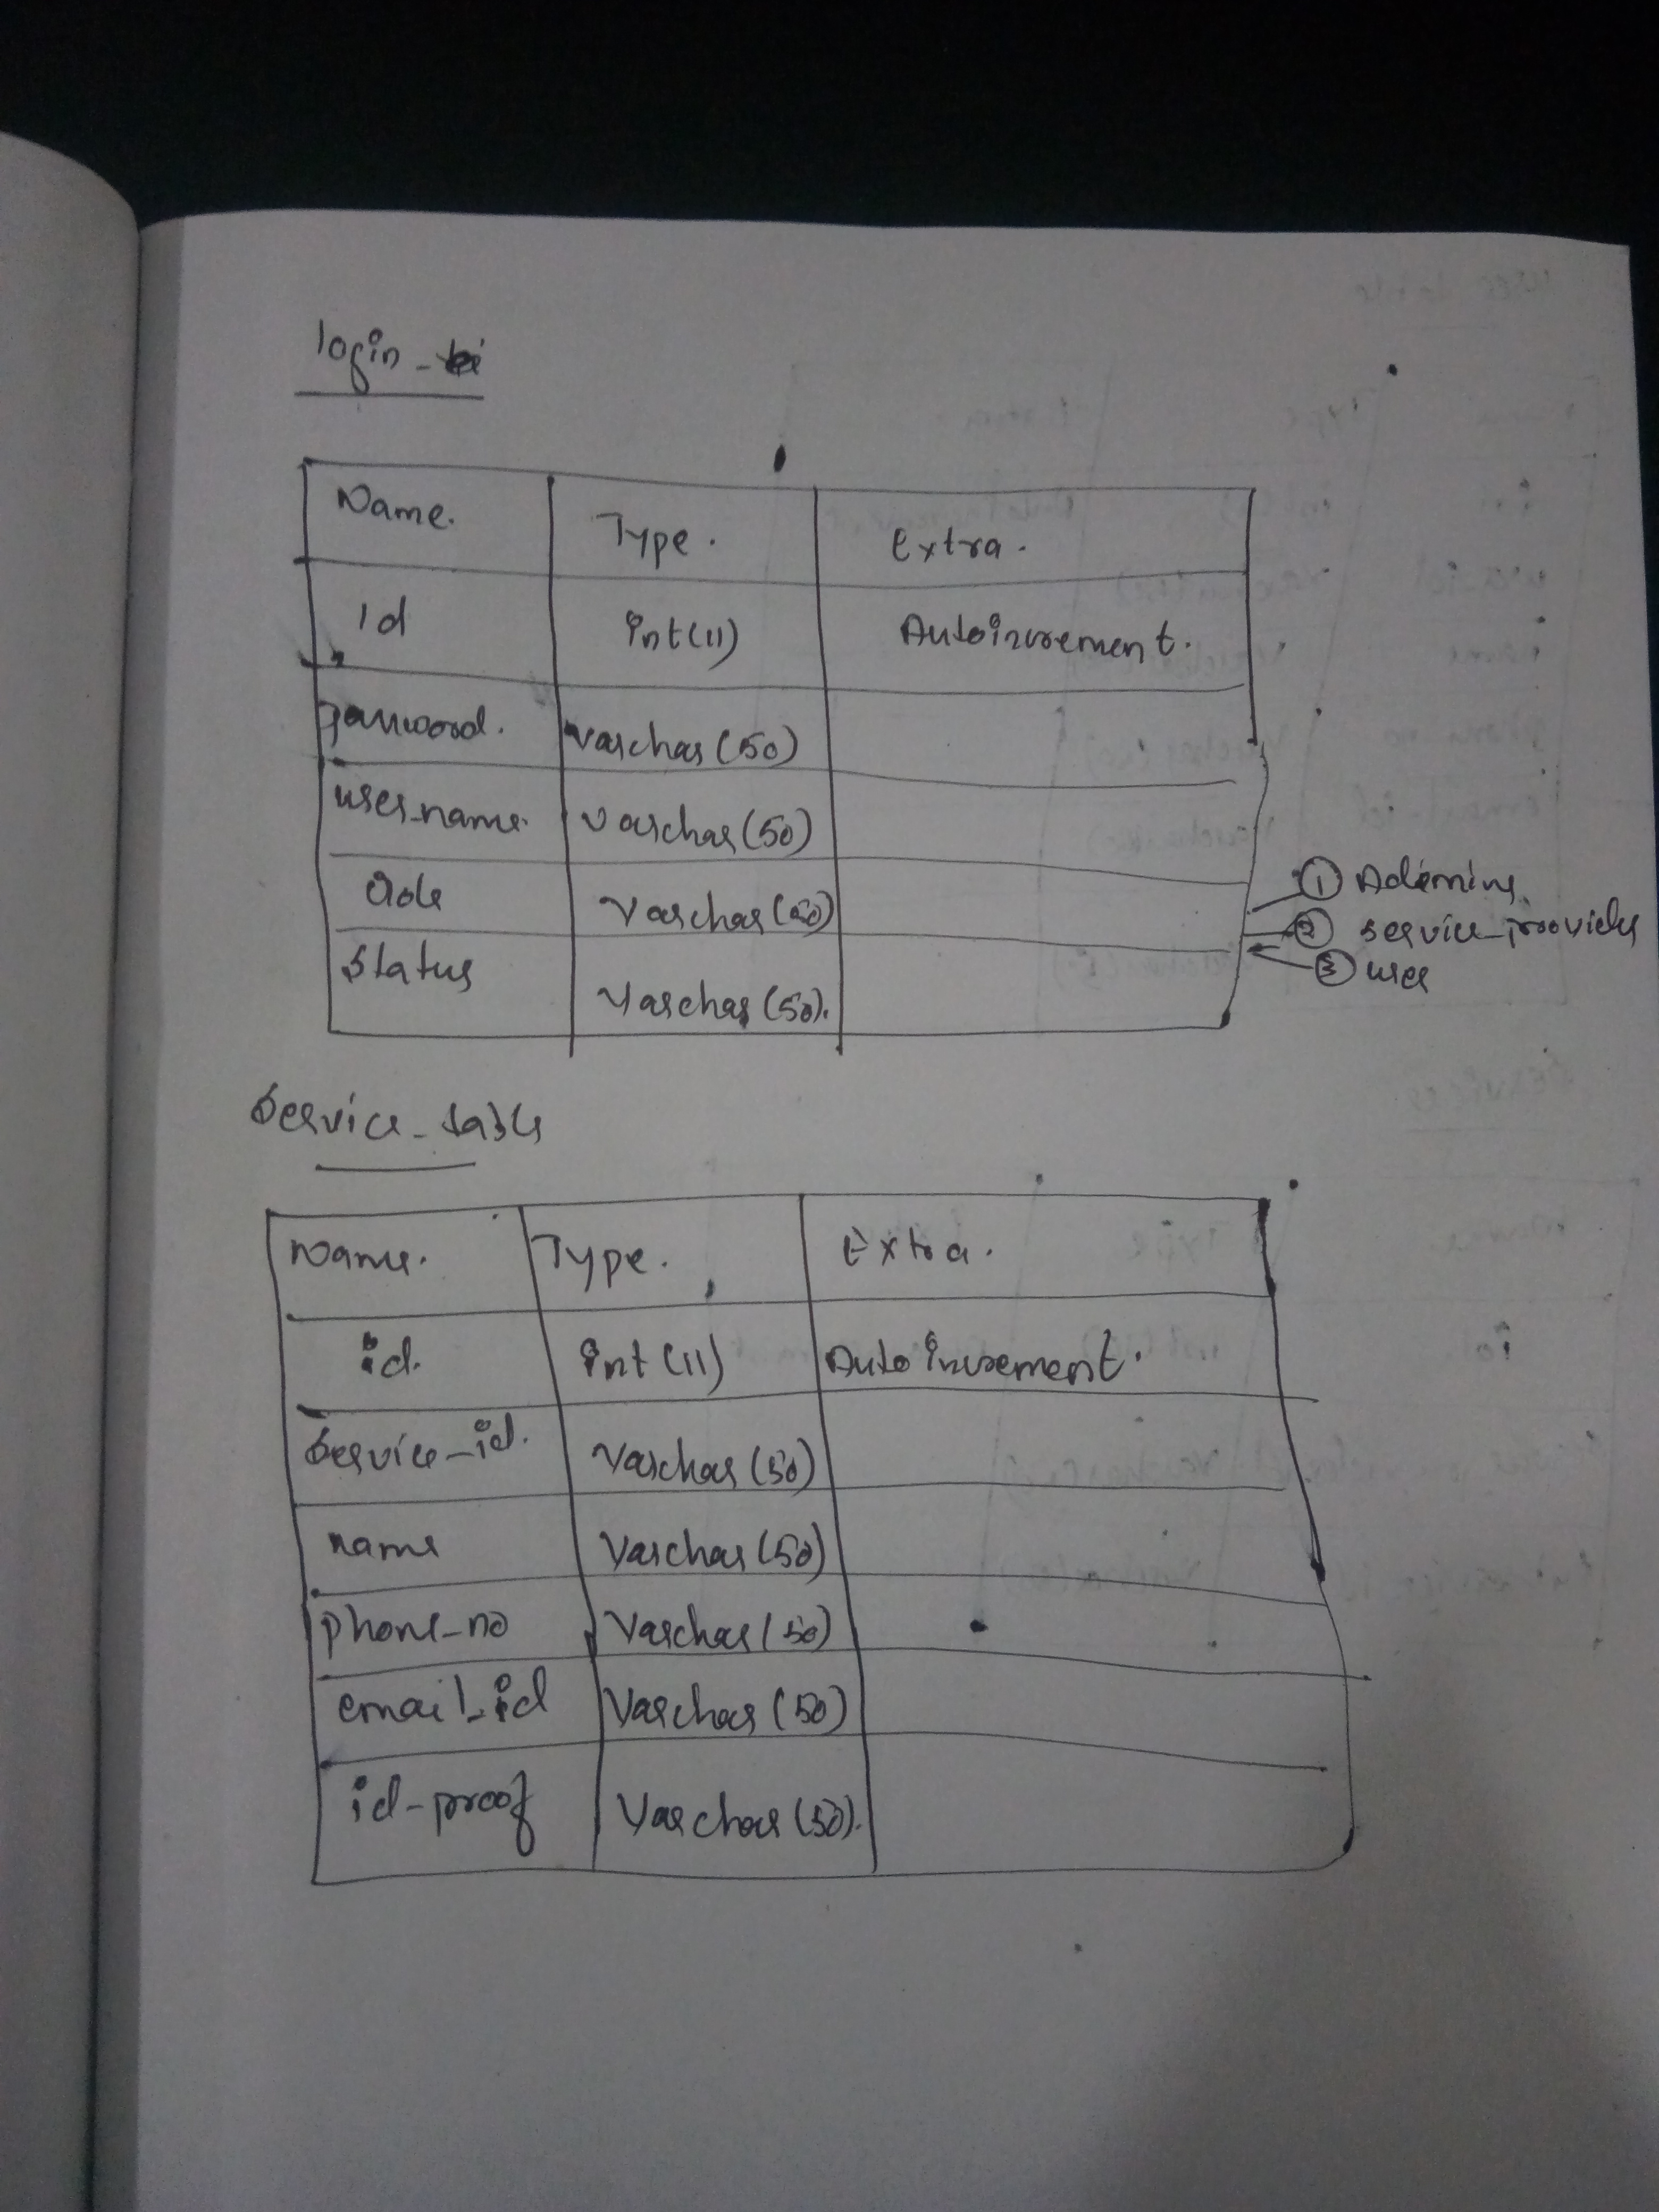 login_
Name. Type. Extra.
id int(11) Autoincrement.
password. varchar(50)
user_name. varchar(50)
role varchar(50)
① Admin
② service_provider
③ user
status varchar(50).
Service_table
Name. Type. Extra.
id. int(11) Auto increment.
Service_id. varchar(50)
name varchar(50)
phone_no varchar(50)
email_id varchar(50)
id-proof varchar(50).